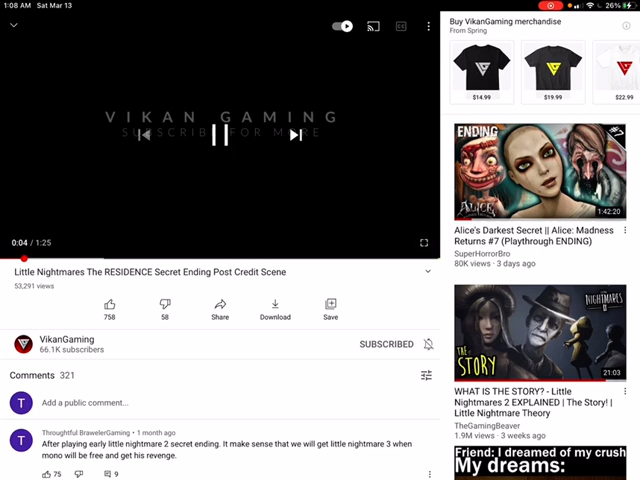 1:08 AM Sat Mar 13
26%
VIKAN GAMING
SUBSCRIBE FOR MORE
0:04 / 1:25
Little Nightmares The RESIDENCE Secret Ending Post Credit Scene
53,291 views
758
58
Share
Download
Save
VikanGaming
66.1K subscribers
SUBSCRIBED
Comments 321
T
Add a public comment...
T
Throughtful BrawelerGaming • 1 month ago
After playing early little nightmare 2 secret ending. It make sense that we will get little nightmare 3 when
mono will be free and get his revenge.
75
9
Buy VikanGaming merchandise
From Spring
$14.99
$19.99
$22.99
ENDING
#7
ALICE
1:42:20
Alice's Darkest Secret || Alice: Madness
Returns #7 (Playthrough ENDING)
SuperHorrorBro
80K views · 3 days ago
NIGHTMARES
II
THE
STORY
21:03
WHAT IS THE STORY? - Little
Nightmares 2 EXPLAINED | The Story! |
Little Nightmare Theory
TheGamingBeaver
1.9M views · 3 weeks ago
Friend: I dreamed of my crush
My dreams: